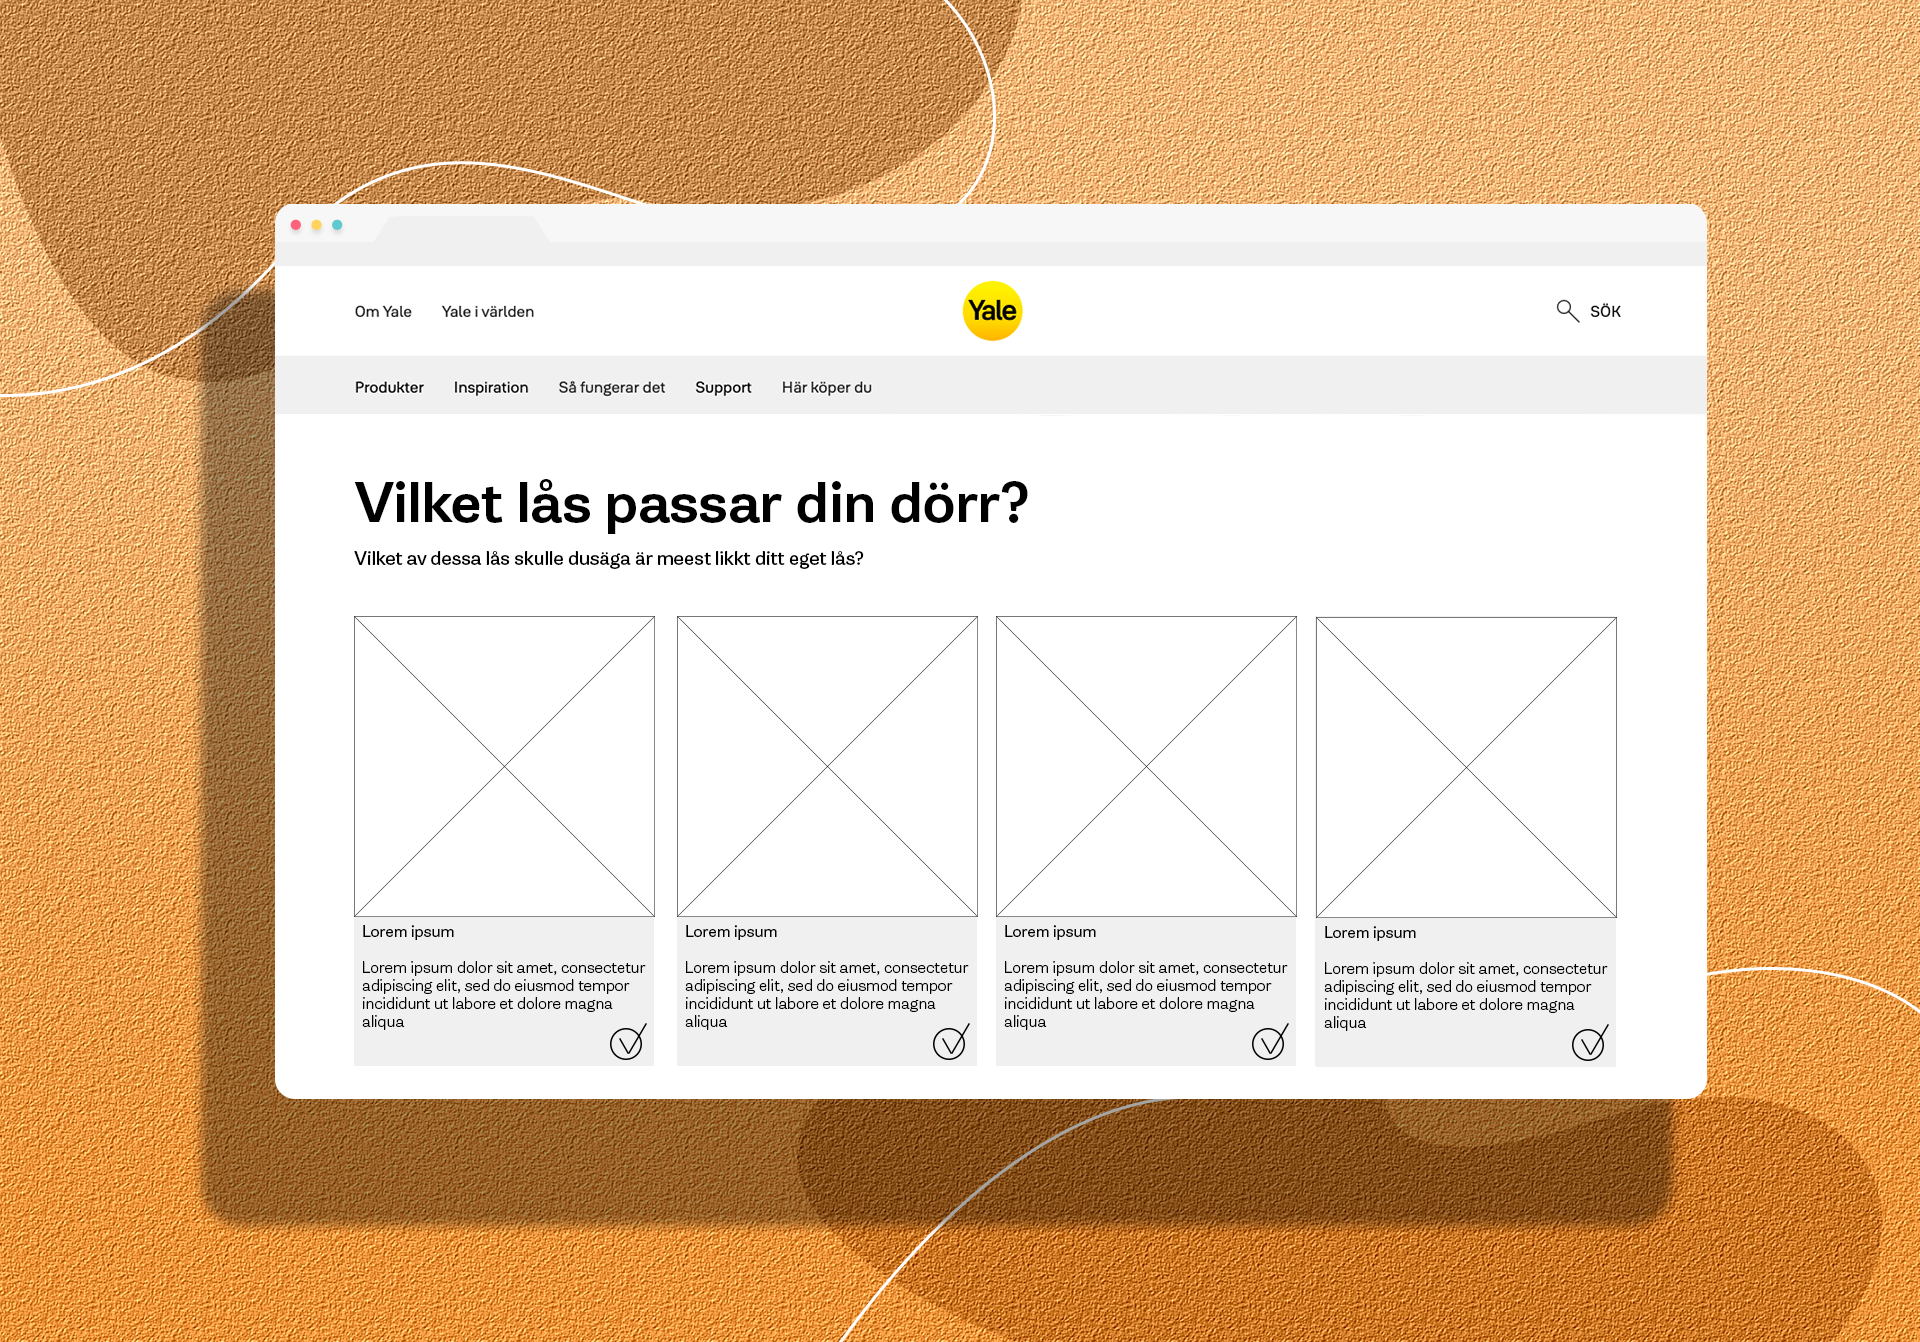 Om Yale
Yale i världen
Yale
SÖK
Produkter
Inspiration
Så fungerar det
Support
Här köper du
Vilket lås passar din dörr?
Vilket av dessa lås skulle dusäga är meest likkt ditt eget lås?
Lorem ipsum
Lorem ipsum dolor sit amet, consectetur
adipiscing elit, sed do eiusmod tempor
incididunt ut labore et dolore magna
aliqua
Lorem ipsum
Lorem ipsum dolor sit amet, consectetur
adipiscing elit, sed do eiusmod tempor
incididunt ut labore et dolore magna
aliqua
Lorem ipsum
Lorem ipsum dolor sit amet, consectetur
adipiscing elit, sed do eiusmod tempor
incididunt ut labore et dolore magna
aliqua
Lorem ipsum
Lorem ipsum dolor sit amet, consectetur
adipiscing elit, sed do eiusmod tempor
incididunt ut labore et dolore magna
aliqua